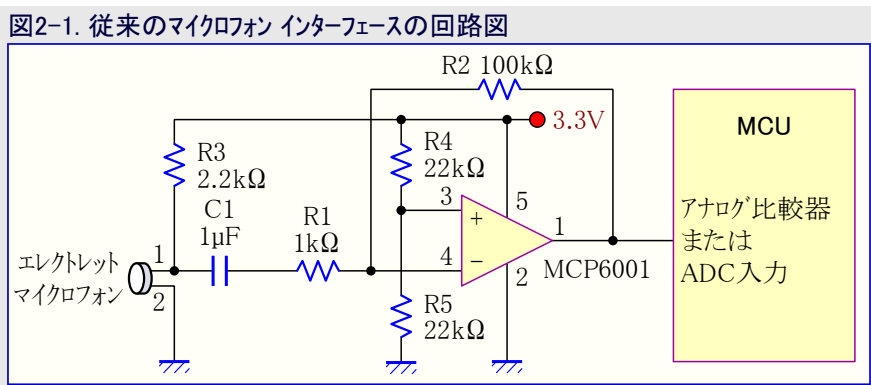 図2-1. 従来のマイクロフォン インターフェースの回路図
R2 100kΩ
3.3V
R3
2.2kΩ
R4
22kΩ
C1
1µF
R1
1kΩ
3
+
5
1
4
−
2
MCP6001
R5
22kΩ
エレクトレット
マイクロフォン
1
2
MCU
アナログ比較器
または
ADC入力